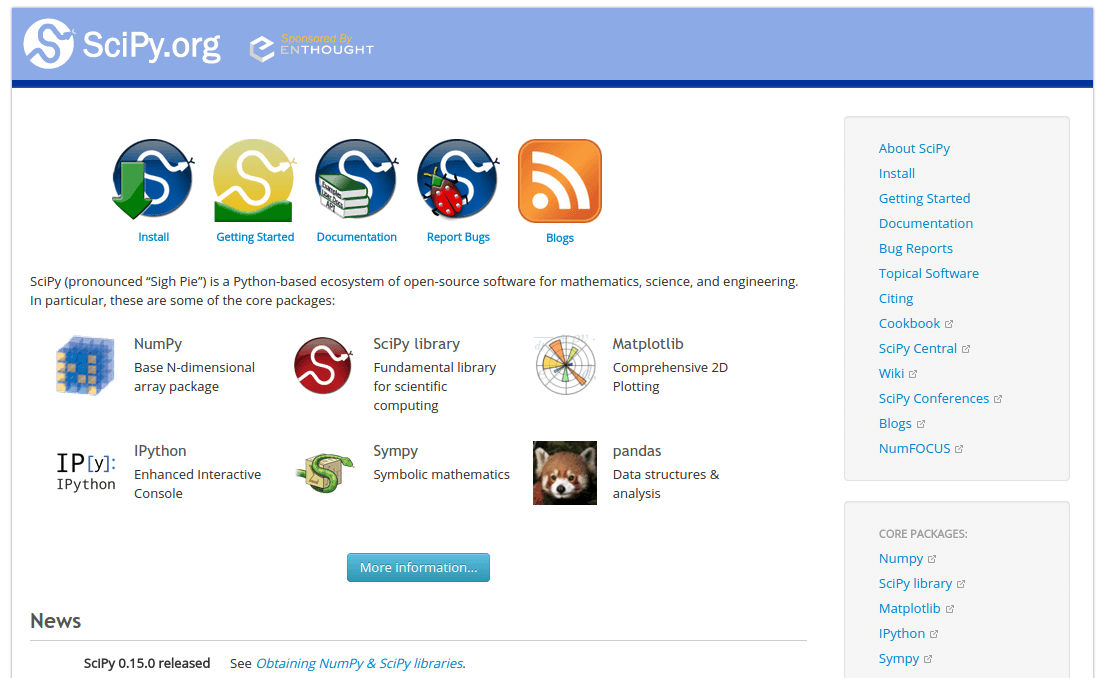 SciPy.org
Sponsored By
ENTHOUGHT
Install
Getting Started
Documentation
Report Bugs
Blogs
SciPy (pronounced “Sigh Pie”) is a Python-based ecosystem of open-source software for mathematics, science, and engineering.
In particular, these are some of the core packages:
NumPy
Base N-dimensional
array package
SciPy library
Fundamental library
for scientific
computing
Matplotlib
Comprehensive 2D
Plotting
IP[y]:
IPython
IPython
Enhanced Interactive
Console
Sympy
Symbolic mathematics
pandas
Data structures &
analysis
More information...
News
SciPy 0.15.0 released See Obtaining NumPy & SciPy libraries.
About SciPy
Install
Getting Started
Documentation
Bug Reports
Topical Software
Citing
Cookbook
SciPy Central
Wiki
SciPy Conferences
Blogs
NumFOCUS
CORE PACKAGES:
Numpy
SciPy library
Matplotlib
IPython
Sympy